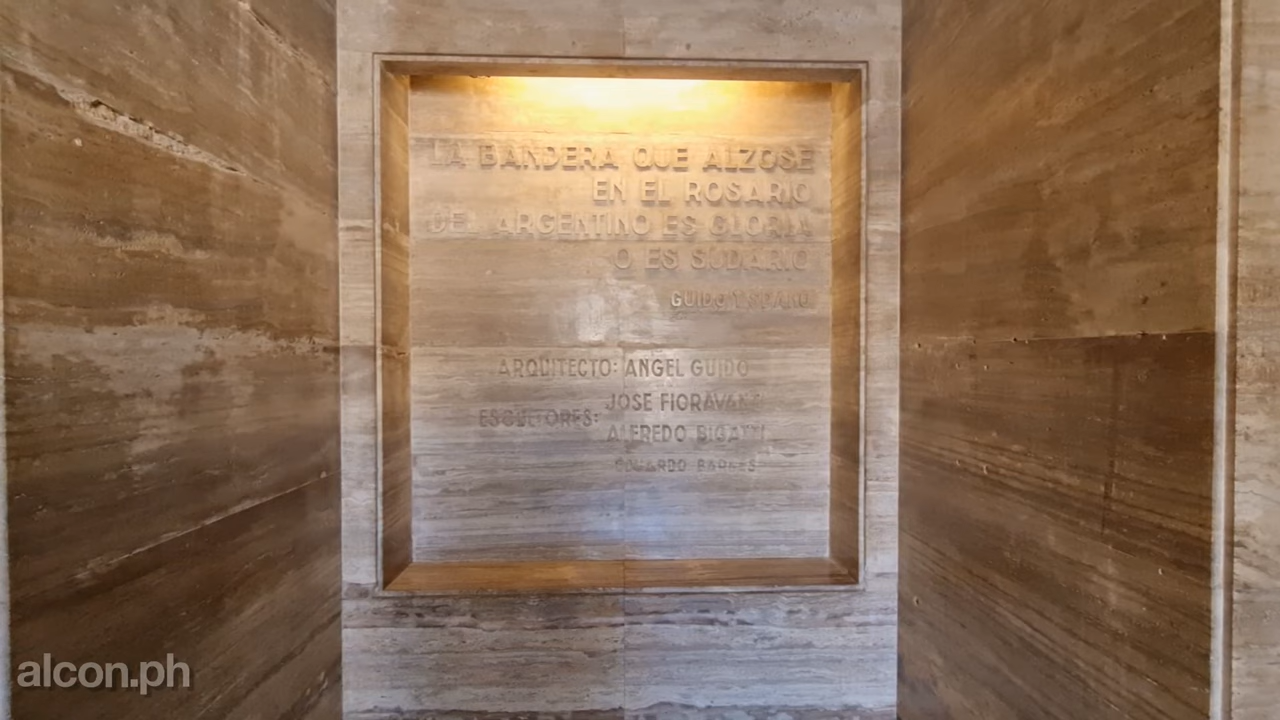 LA BANDERA QUE ALZOSE
EN EL ROSARIO
DEL ARGENTINO ES GLORIA
O ES SUDARIO
GUIDO Y SPANO
ARQUITECTO: ANGEL GUIDO
ESCULTORES: JOSE FIORAVANTI
ALFREDO BIGATTI
EDUARDO BARNES
alcon.ph